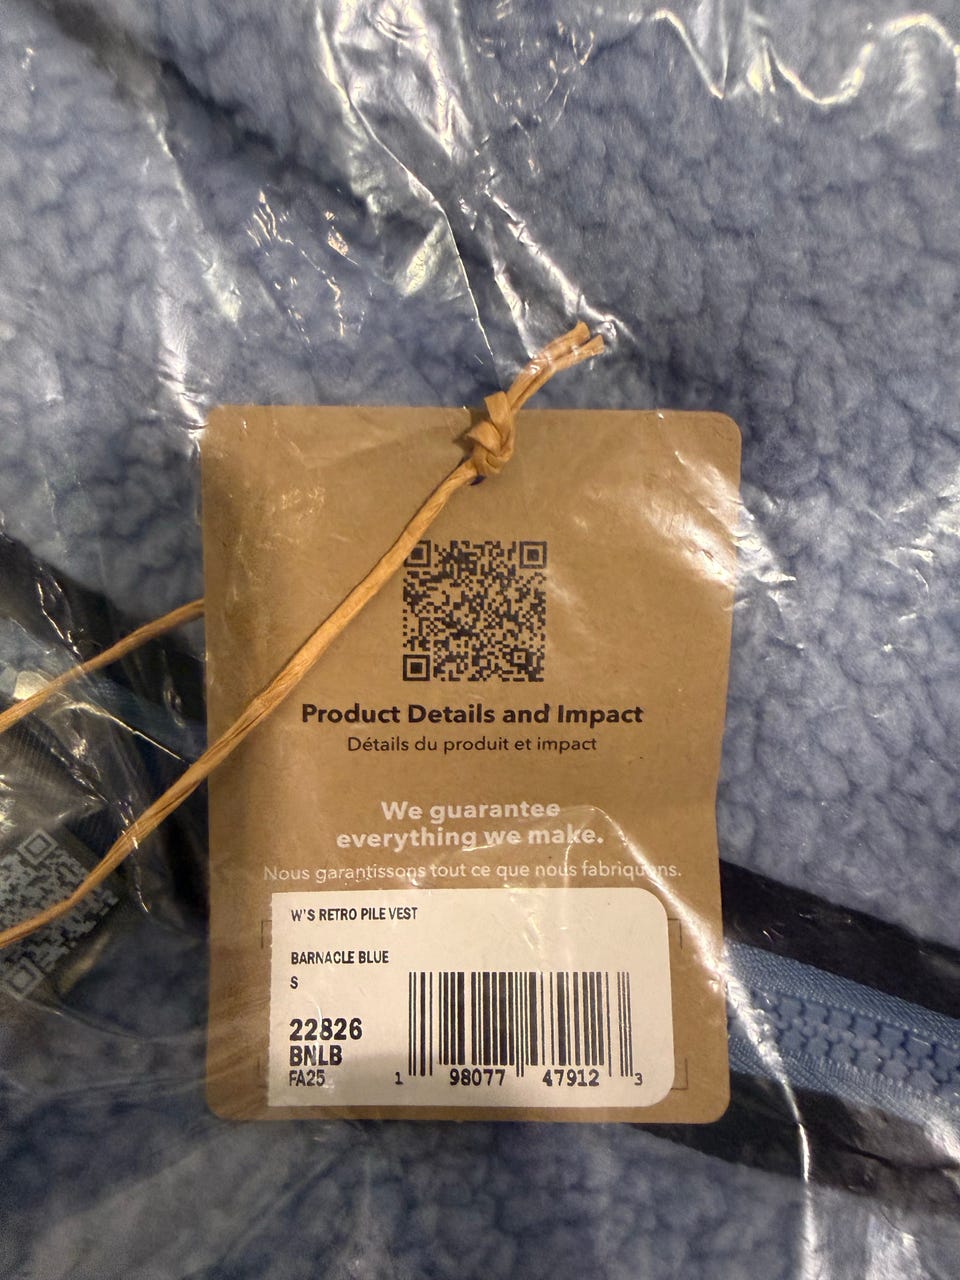 Product Details and Impact
Détails du produit et impact
We guarantee
everything we make.
Nous garantissons tout ce que nous fabriquons.
W'S RETRO PILE VEST
BARNACLE BLUE
S
22826
BNLB
FA25
1 98077 47912 3